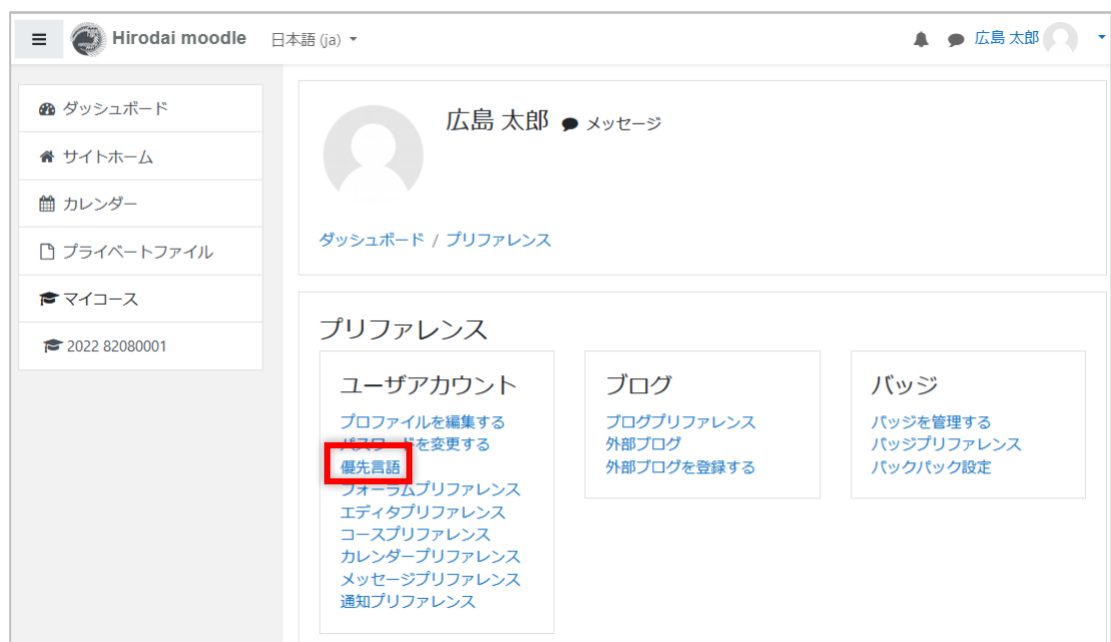 Hirodai moodle 日本語 (ja)
広島 太郎
ダッシュボード
サイトホーム
カレンダー
プライベートファイル
マイコース
2022 82080001
広島 太郎 メッセージ
ダッシュボード / プリファレンス
プリファレンス
ユーザアカウント
プロファイルを編集する
パスワードを変更する
優先言語
フォーラムプリファレンス
エディタプリファレンス
コースプリファレンス
カレンダープリファレンス
メッセージプリファレンス
通知プリファレンス
ブログ
ブログプリファレンス
外部ブログ
外部ブログを登録する
バッジ
バッジを管理する
バッジプリファレンス
バックパック設定